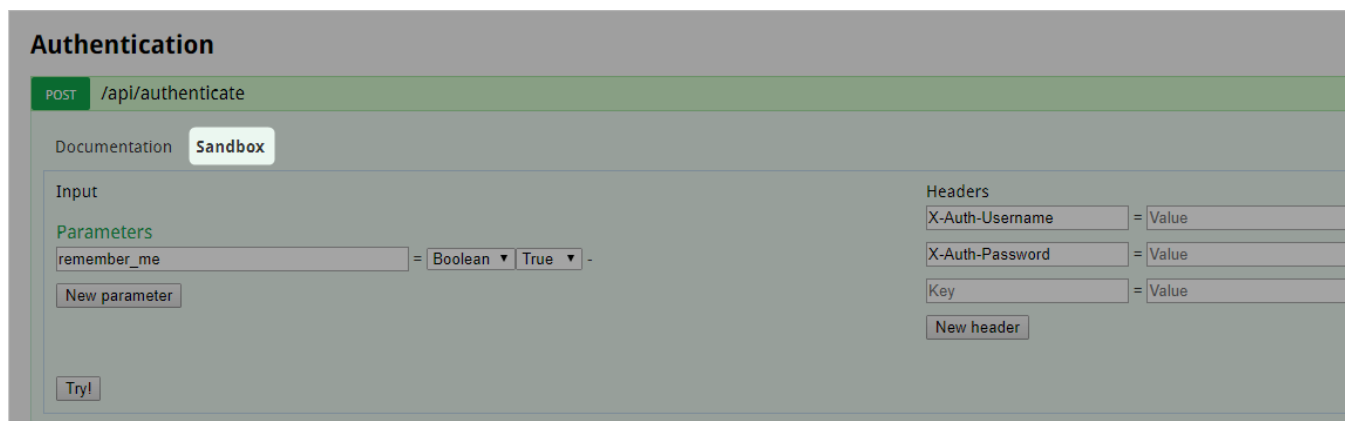 Authentication
POST /api/authenticate
Documentation Sandbox
Input
Parameters
remember_me = Boolean ▼ True ▼ -
New parameter
Try!
Headers
X-Auth-Username = Value
X-Auth-Password = Value
Key = Value
New header